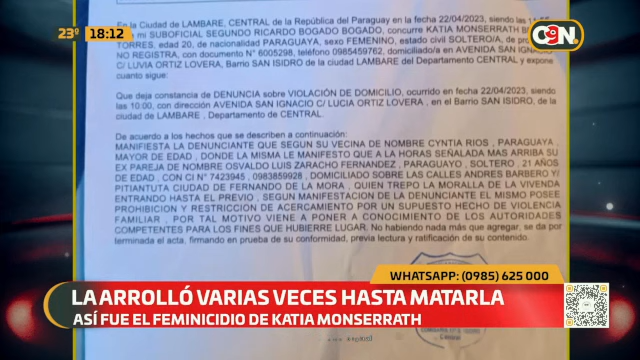 23° 18:12
C9N
En la Ciudad de LAMBARE, CENTRAL de la República del Paraguay en la fecha 22/04/2023, siendo las
mi SUBOFICIAL SEGUNDO RICARDO BOGADO BOGADO, concurre KATIA MONSERRATH
TORRES, edad 20, de nacionalidad PARAGUAYA, sexo FEMENINO, estado civil SOLTERO/A, de
NO REGISTRA, con documento n° 6005298, telefono 0985459762, domiciliado/a en AVENIDA SAN IGNACIO
C/ LUVIA ORTIZ LOVERA, Barrio SAN ISIDRO de la ciudad LAMBARE del Departamento CENTRAL y expone
cuanto sigue:
Que deja constancia de DENUNCIA sobre VIOLACIÓN DE DOMICILIO, ocurrido en fecha 22/04/2023, siendo
las 10:00, con dirección AVENIDA SAN IGNACIO C/ LUCIA ORTIZ LOVERA , en el Barrio SAN ISIDRO, de la
ciudad de LAMBARE , Departamento de CENTRAL.
De acuerdo a los hechos que se describen a continuación:
MANIFIESTA LA DENUNCIANTE QUE SEGUN SU VECINA DE NOMBRE CYNTIA RIOS , PARAGUAYA ,
MAYOR DE EDAD , DONDE LA MISMA LE MANIFESTO QUE A LA HORAS SEÑALADA MAS ARRIBA SU
EX PAREJA DE NOMBRE OSVALDO LUIS ZARACHO FERNANDEZ , PARAGUAYO , SOLTERO , 21 AÑOS
DE EDAD , CON CI N° 7423945 , 0983859928 , DOMICILIADO SOBRE LAS CALLES ANDRES BARBERO Y/
PITIANTUTA CIUDAD DE FERNANDO DE LA MORA , QUIEN TREPO LA MORALLA DE LA VIVENDA
ENTRANDO HASTA EL PREVIO , SEGUN MANIFESTACION DE LA DENUNCIANTE EL MISMO POSEE
PROHIBICION Y RESTRICCION DE ACERCAMIENTO POR UN SUPUESTO HECHO DE VIOLENCIA
FAMILIAR , POR TAL MOTIVO VIENE A PONER A CONOCIMIENTO DE LOS AUTORIDADES
COMPETENTES PARA LOS FINES QUE HUBIERRE LUGAR. No habiendo nada más que agregar, se da por
terminada el acta, firmando en prueba de su conformidad, previa lectura y ratificación de su contenido.
WHATSAPP: (0985) 625 000
LA ARROLLÓ VARIAS VECES HASTA MATARLA
ASÍ FUE EL FEMINICIDIO DE KATIA MONSERRATH